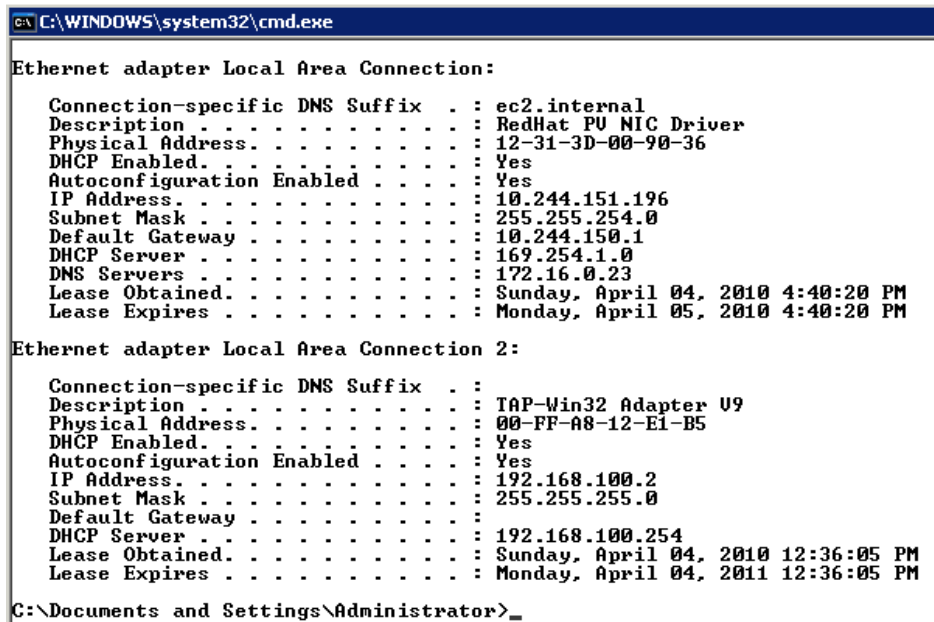 C:\WINDOWS\system32\cmd.exe
Ethernet adapter Local Area Connection:
Connection-specific DNS Suffix  . : ec2.internal
Description . . . . . . . . . . . : RedHat PV NIC Driver
Physical Address. . . . . . . . . : 12-31-3D-00-90-36
DHCP Enabled. . . . . . . . . . . : Yes
Autoconfiguration Enabled . . . . : Yes
IP Address. . . . . . . . . . . . : 10.244.151.196
Subnet Mask . . . . . . . . . . . : 255.255.254.0
Default Gateway . . . . . . . . . : 10.244.150.1
DHCP Server . . . . . . . . . . . : 169.254.1.0
DNS Servers . . . . . . . . . . . : 172.16.0.23
Lease Obtained. . . . . . . . . . : Sunday, April 04, 2010 4:40:20 PM
Lease Expires . . . . . . . . . . : Monday, April 05, 2010 4:40:20 PM
Ethernet adapter Local Area Connection 2:
Connection-specific DNS Suffix  . :
Description . . . . . . . . . . . : TAP-Win32 Adapter V9
Physical Address. . . . . . . . . : 00-FF-A8-12-E1-B5
DHCP Enabled. . . . . . . . . . . : Yes
Autoconfiguration Enabled . . . . : Yes
IP Address. . . . . . . . . . . . : 192.168.100.2
Subnet Mask . . . . . . . . . . . : 255.255.255.0
Default Gateway . . . . . . . . . :
DHCP Server . . . . . . . . . . . : 192.168.100.254
Lease Obtained. . . . . . . . . . : Sunday, April 04, 2010 12:36:05 PM
Lease Expires . . . . . . . . . . : Monday, April 04, 2011 12:36:05 PM
C:\Documents and Settings\Administrator>_